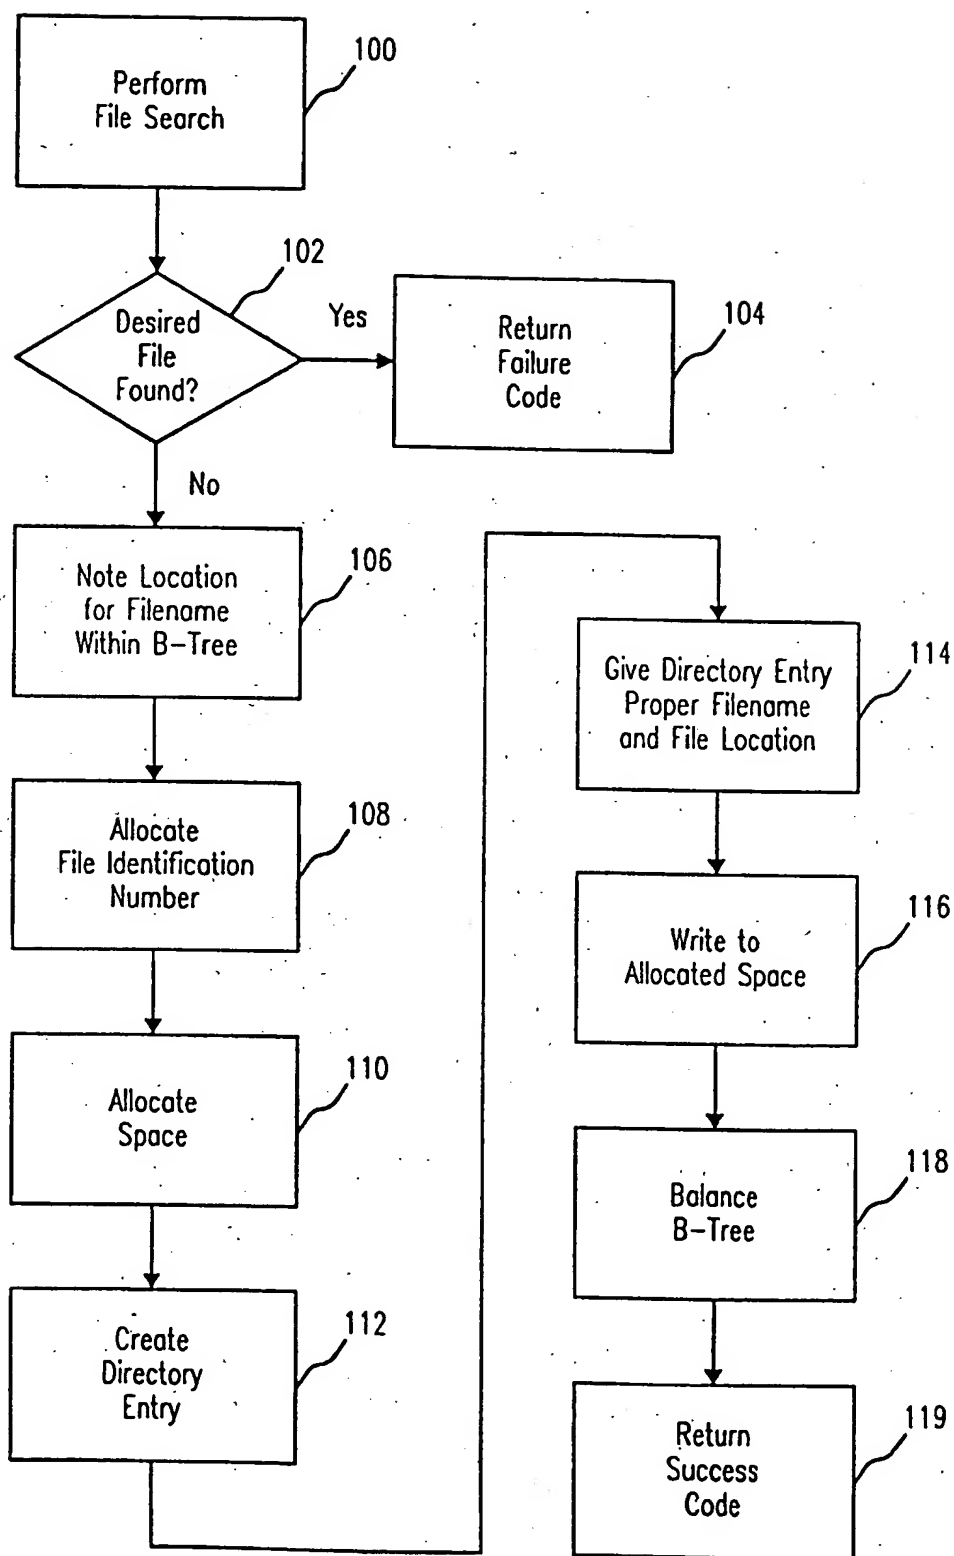 100
Perform
File Search
102
Desired
File
Found?
Yes
104
Return
Failure
Code
No
106
Note Location
for Filename
Within B-Tree
108
Allocate
File Identification
Number
110
Allocate
Space
112
Create
Directory
Entry
114
Give Directory Entry
Proper Filename
and File Location
116
Write to
Allocated Space
118
Balance
B-Tree
119
Return
Success
Code